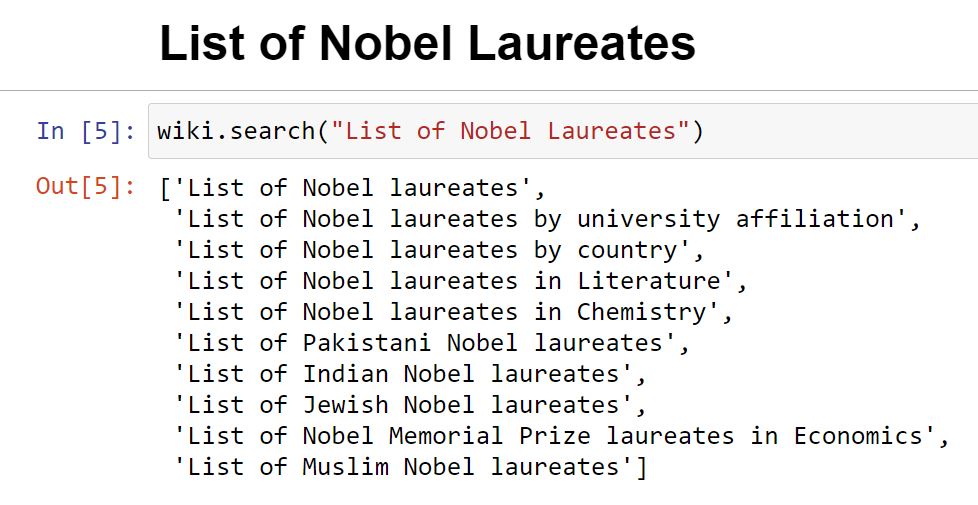 List of Nobel Laureates
In [5]: wiki.search("List of Nobel Laureates")
Out[5]: ['List of Nobel laureates',
'List of Nobel laureates by university affiliation',
'List of Nobel laureates by country',
'List of Nobel laureates in Literature',
'List of Nobel laureates in Chemistry',
'List of Pakistani Nobel laureates',
'List of Indian Nobel laureates',
'List of Jewish Nobel laureates',
'List of Nobel Memorial Prize laureates in Economics',
'List of Muslim Nobel laureates']